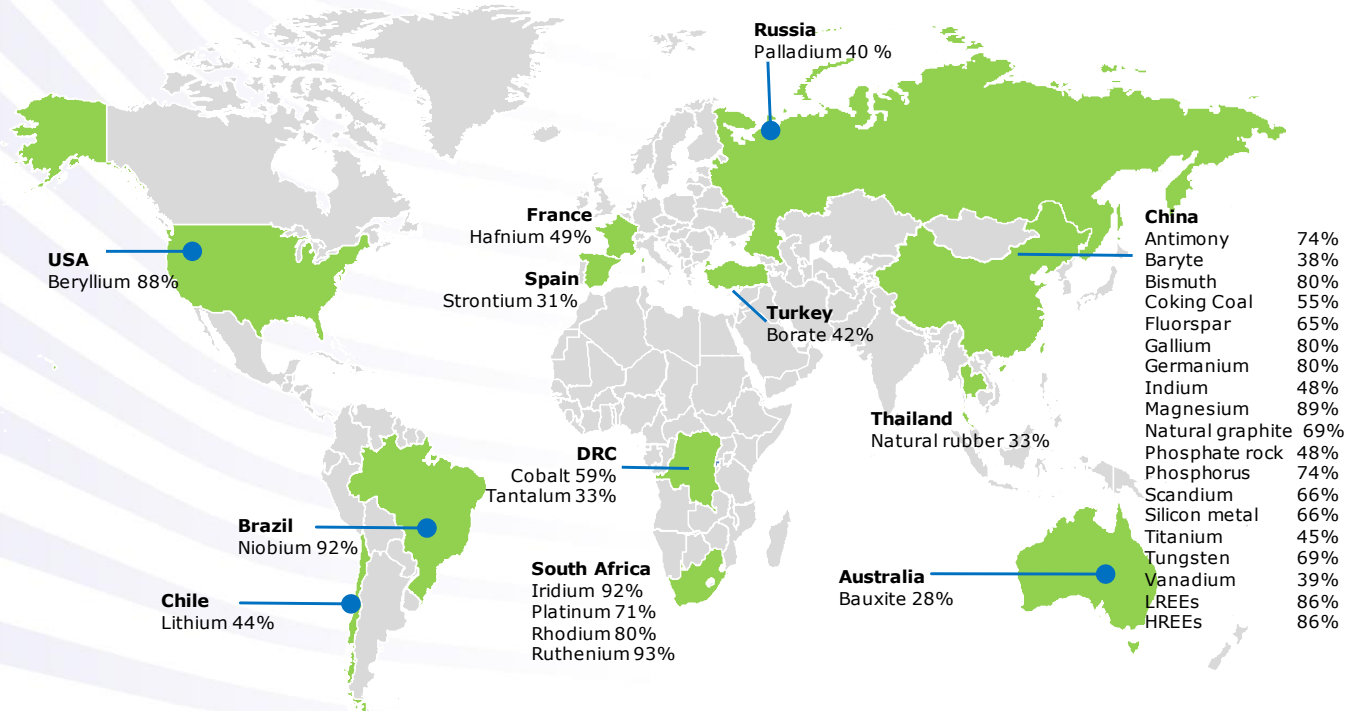 Russia
Palladium 40 %
France
Hafnium 49%
Spain
Strontium 31%
USA
Beryllium 88%
Turkey
Borate 42%
China
Antimony 74%
Baryte 38%
Bismuth 80%
Coking Coal 55%
Fluorspar 65%
Gallium 80%
Germanium 80%
Indium 48%
Magnesium 89%
Natural graphite 69%
Phosphate rock 48%
Phosphorus 74%
Scandium 66%
Silicon metal 66%
Titanium 45%
Tungsten 69%
Vanadium 39%
LREEs 86%
HREEs 86%
Thailand
Natural rubber 33%
DRC
Cobalt 59%
Tantalum 33%
Brazil
Niobium 92%
Chile
Lithium 44%
South Africa
Iridium 92%
Platinum 71%
Rhodium 80%
Ruthenium 93%
Australia
Bauxite 28%